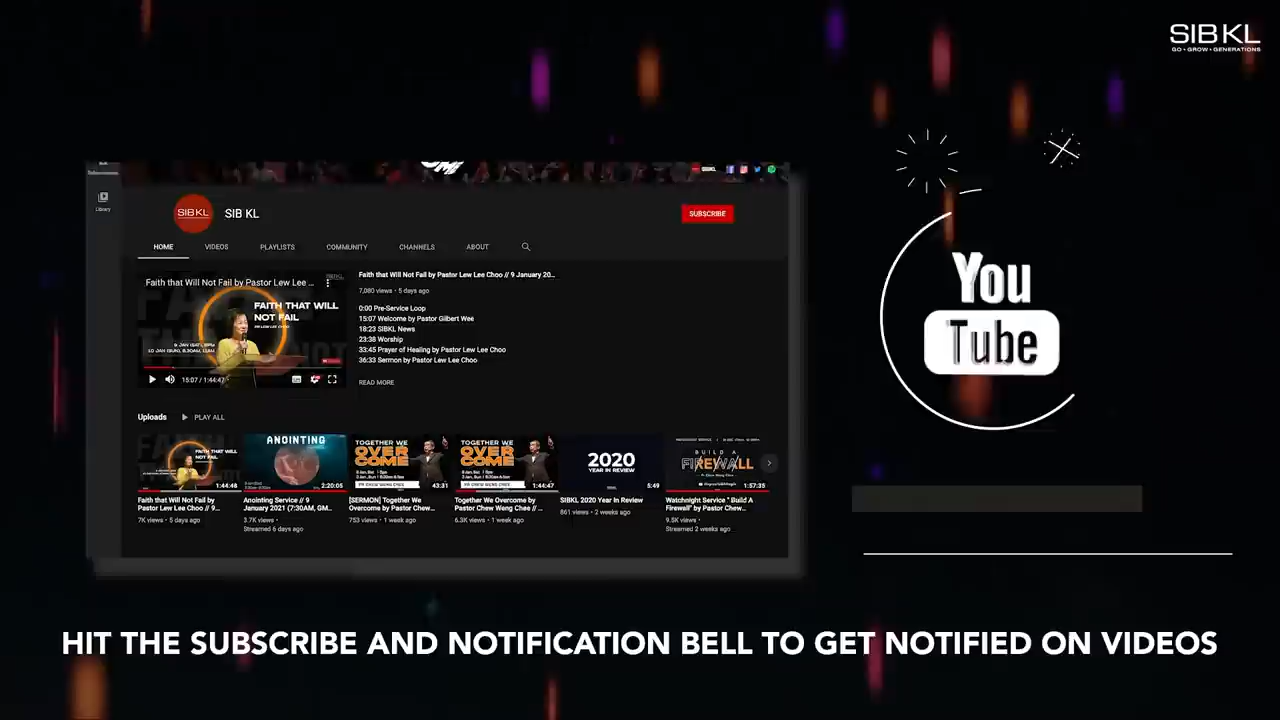 SIBKL
GO • GROW • GENERATIONS
Library
SIBKL
SIB KL
SUBSCRIBE
HOME
VIDEOS
PLAYLISTS
COMMUNITY
CHANNELS
ABOUT
Faith that Will Not Fail by Pastor Lew Lee ...
FAITH THAT WILL
NOT FAIL
15:07 / 1:44:47
Faith that Will Not Fail by Pastor Lew Lee Choo // 9 January 20...
7,080 views • 5 days ago
0:00 Pre-Service Loop
15:07 Welcome by Pastor Gilbert Wee
18:23 SIBKL News
23:38 Worship
33:45 Prayer of Healing by Pastor Lew Lee Choo
36:33 Sermon by Pastor Lew Lee Choo
READ MORE
Uploads
PLAY ALL
FAITH THAT WILL
NOT FAIL
1:44:48
Faith that Will Not Fail by
Pastor Lew Lee Choo // 9...
7K views • 5 days ago
ANOINTING
2:20:05
Anointing Service // 9
January 2021 (7:30AM, GM...
3.7K views •
Streamed 6 days ago
TOGETHER WE
OVER
COME
43:31
[SERMON] Together We
Overcome by Pastor Chew...
753 views • 1 week ago
TOGETHER WE
OVER
COME
1:44:47
Together We Overcome by
Pastor Chew Weng Chee // ...
6.3K views • 1 week ago
2020
YEAR IN REVIEW
5:49
SIBKL 2020 Year In Review
861 views • 2 weeks ago
BUILD A
FIREWALL
1:57:35
Watchnight Service " Build A
Firewall" by Pastor Chew...
9.5K views •
Streamed 2 weeks ago
You
Tube
HIT THE SUBSCRIBE AND NOTIFICATION BELL TO GET NOTIFIED ON VIDEOS